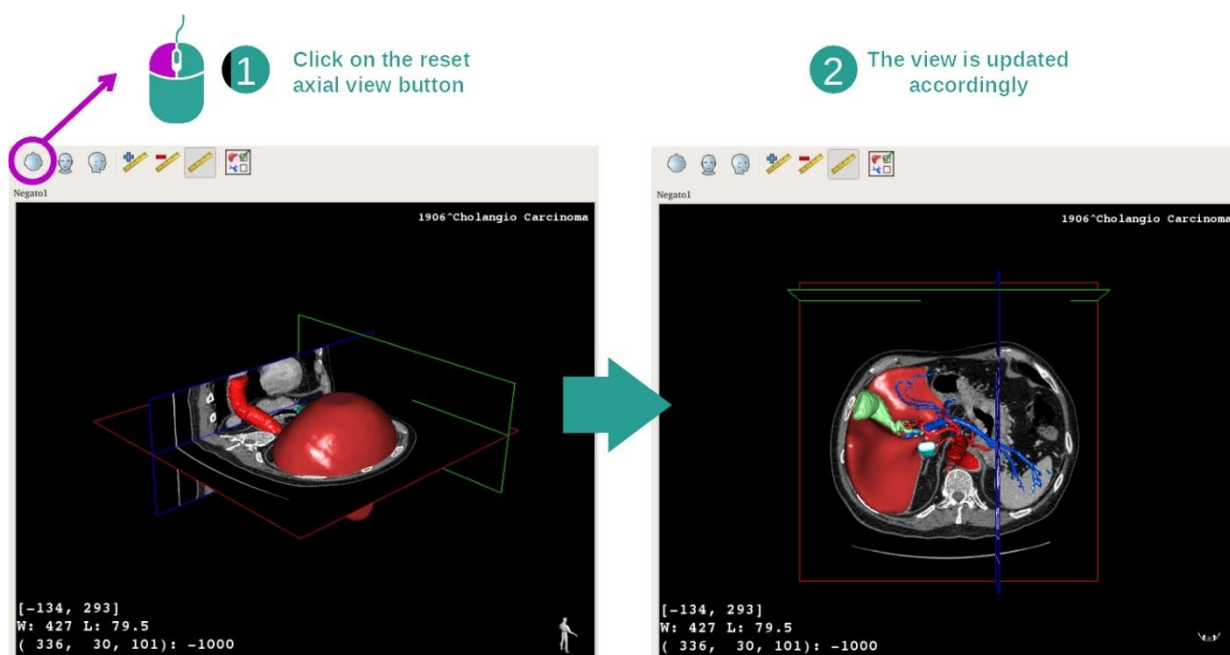 1
Click on the reset
axial view button
2
The view is updated
accordingly
Negato1
1906^Cholangio Carcinoma
[-134, 293]
W: 427 L: 79.5
( 336,  30, 101): -1000
Negato1
1906^Cholangio Carcinoma
[-134, 293]
W: 427 L: 79.5
( 336,  30, 101): -1000